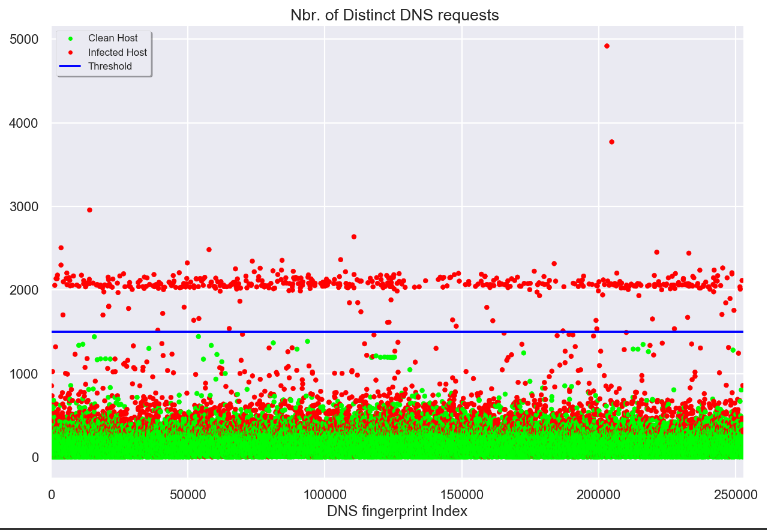 Nbr. of Distinct DNS requests
Clean Host
Infected Host
Threshold
5000
4000
3000
2000
1000
0
0 50000 100000 150000 200000 250000
DNS fingerprint Index